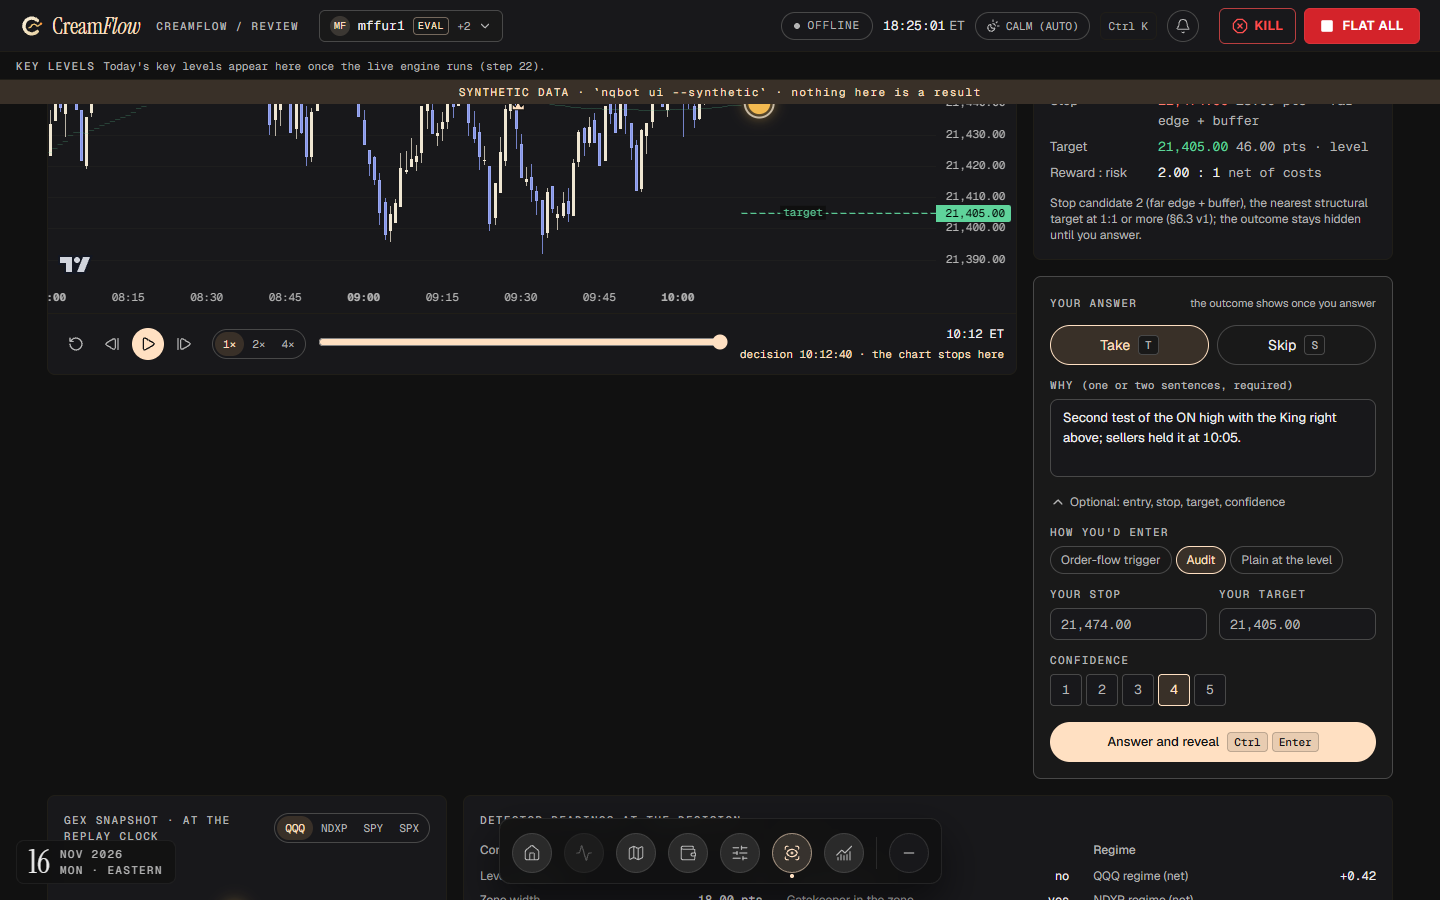 CreamFlow
CREAMFLOW / REVIEW
MF mffur1 EVAL +2
OFFLINE
18:25:01 ET
CALM (AUTO)
Ctrl K
KILL
FLAT ALL
KEY LEVELS Today's key levels appear here once the live engine runs (step 22).
SYNTHETIC DATA · `nqbot ui --synthetic` · nothing here is a result
21,430.00
21,420.00
21,410.00
target
21,405.00
21,400.00
21,390.00
:00 08:15 08:30 08:45 09:00 09:15 09:30 09:45 10:00
1× 2× 4×
10:12 ET
decision 10:12:40 · the chart stops here
edge + buffer
Target 21,405.00 46.00 pts · level
Reward : risk 2.00 : 1 net of costs
Stop candidate 2 (far edge + buffer), the nearest structural
target at 1:1 or more (§6.3 v1); the outcome stays hidden
until you answer.
YOUR ANSWER the outcome shows once you answer
Take T
Skip S
WHY (one or two sentences, required)
Second test of the ON high with the King right
above; sellers held it at 10:05.
Optional: entry, stop, target, confidence
HOW YOU'D ENTER
Order-flow trigger Audit Plain at the level
YOUR STOP YOUR TARGET
21,474.00 21,405.00
CONFIDENCE
1 2 3 4 5
Answer and reveal Ctrl Enter
GEX SNAPSHOT · AT THE
REPLAY CLOCK
QQQ NDXP SPY SPX
16 NOV 2026
MON · EASTERN
Regime
no
QQQ regime (net) +0.42